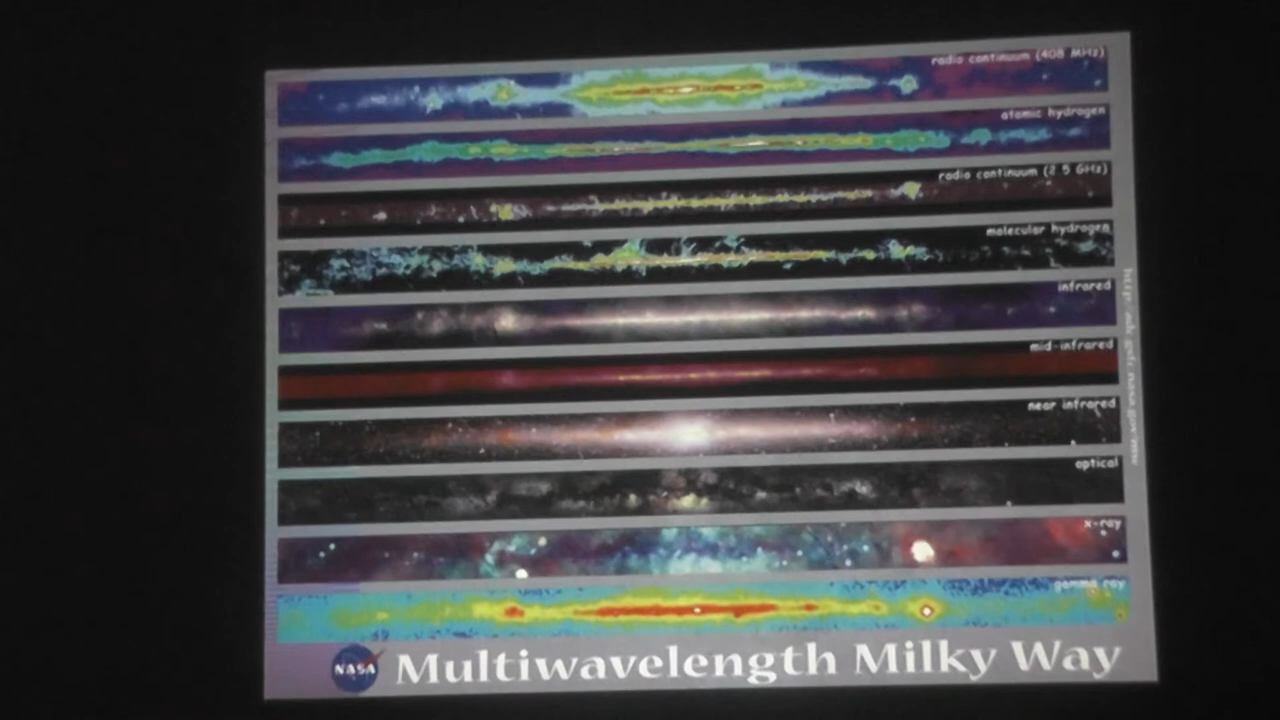 radio continuum (408 MHz)
atomic hydrogen
radio continuum (2.5 GHz)
molecular hydrogen
infrared
mid-infrared
near infrared
optical
x-ray
gamma ray
NASA
Multiwavelength Milky Way